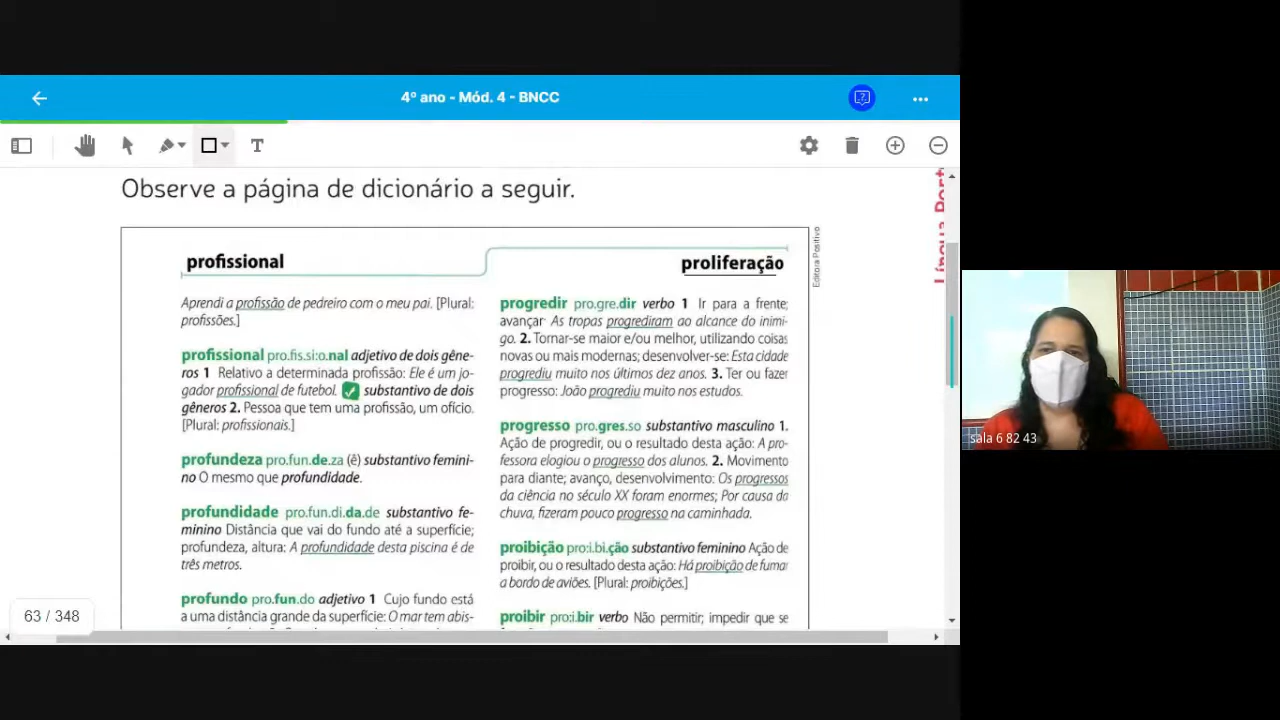 4º ano - Mód. 4 - BNCC
T
Observe a página de dicionário a seguir.
Língua Port
Editora Positivo
profissional
proliferação
Aprendi a profissão de pedreiro com o meu pai. [Plural:
profissões.]
profissional pro.fis.si:o.nal adjetivo de dois gêne-
ros 1 Relativo a determinada profissão: Ele é um jo-
gador profissional de futebol. substantivo de dois
gêneros 2. Pessoa que tem uma profissão, um ofício.
[Plural: profissionais.]
profundeza pro.fun.de.za (ê) substantivo femini-
no O mesmo que profundidade.
profundidade pro.fun.di.da.de substantivo fe-
minino Distância que vai do fundo até a superfície;
profundeza, altura: A profundidade desta piscina é de
três metros.
profundo pro.fun.do adjetivo 1 Cujo fundo está
a uma distância grande da superfície: O mar tem abis-
progredir pro.gre.dir verbo 1 Ir para a frente;
avançar As tropas progrediram ao alcance do inimi-
go. 2. Tornar-se maior e/ou melhor, utilizando coisas
novas ou mais modernas; desenvolver-se: Esta cidade
progrediu muito nos últimos dez anos. 3. Ter ou fazer
progresso: João progrediu muito nos estudos.
progresso pro.gres.so substantivo masculino 1.
Ação de progredir, ou o resultado desta ação: A pro-
fessora elogiou o progresso dos alunos. 2. Movimento
para diante; avanço, desenvolvimento: Os progressos
da ciência no século XX foram enormes; Por causa da
chuva, fizeram pouco progresso na caminhada.
proibição pro:i.bi.ção substantivo feminino Ação de
proibir, ou o resultado desta ação: Há proibição de fumar
a bordo de aviões. [Plural: proibições.]
proibir pro:i.bir verbo Não permitir; impedir que se
63 / 348
sala 6 82 43